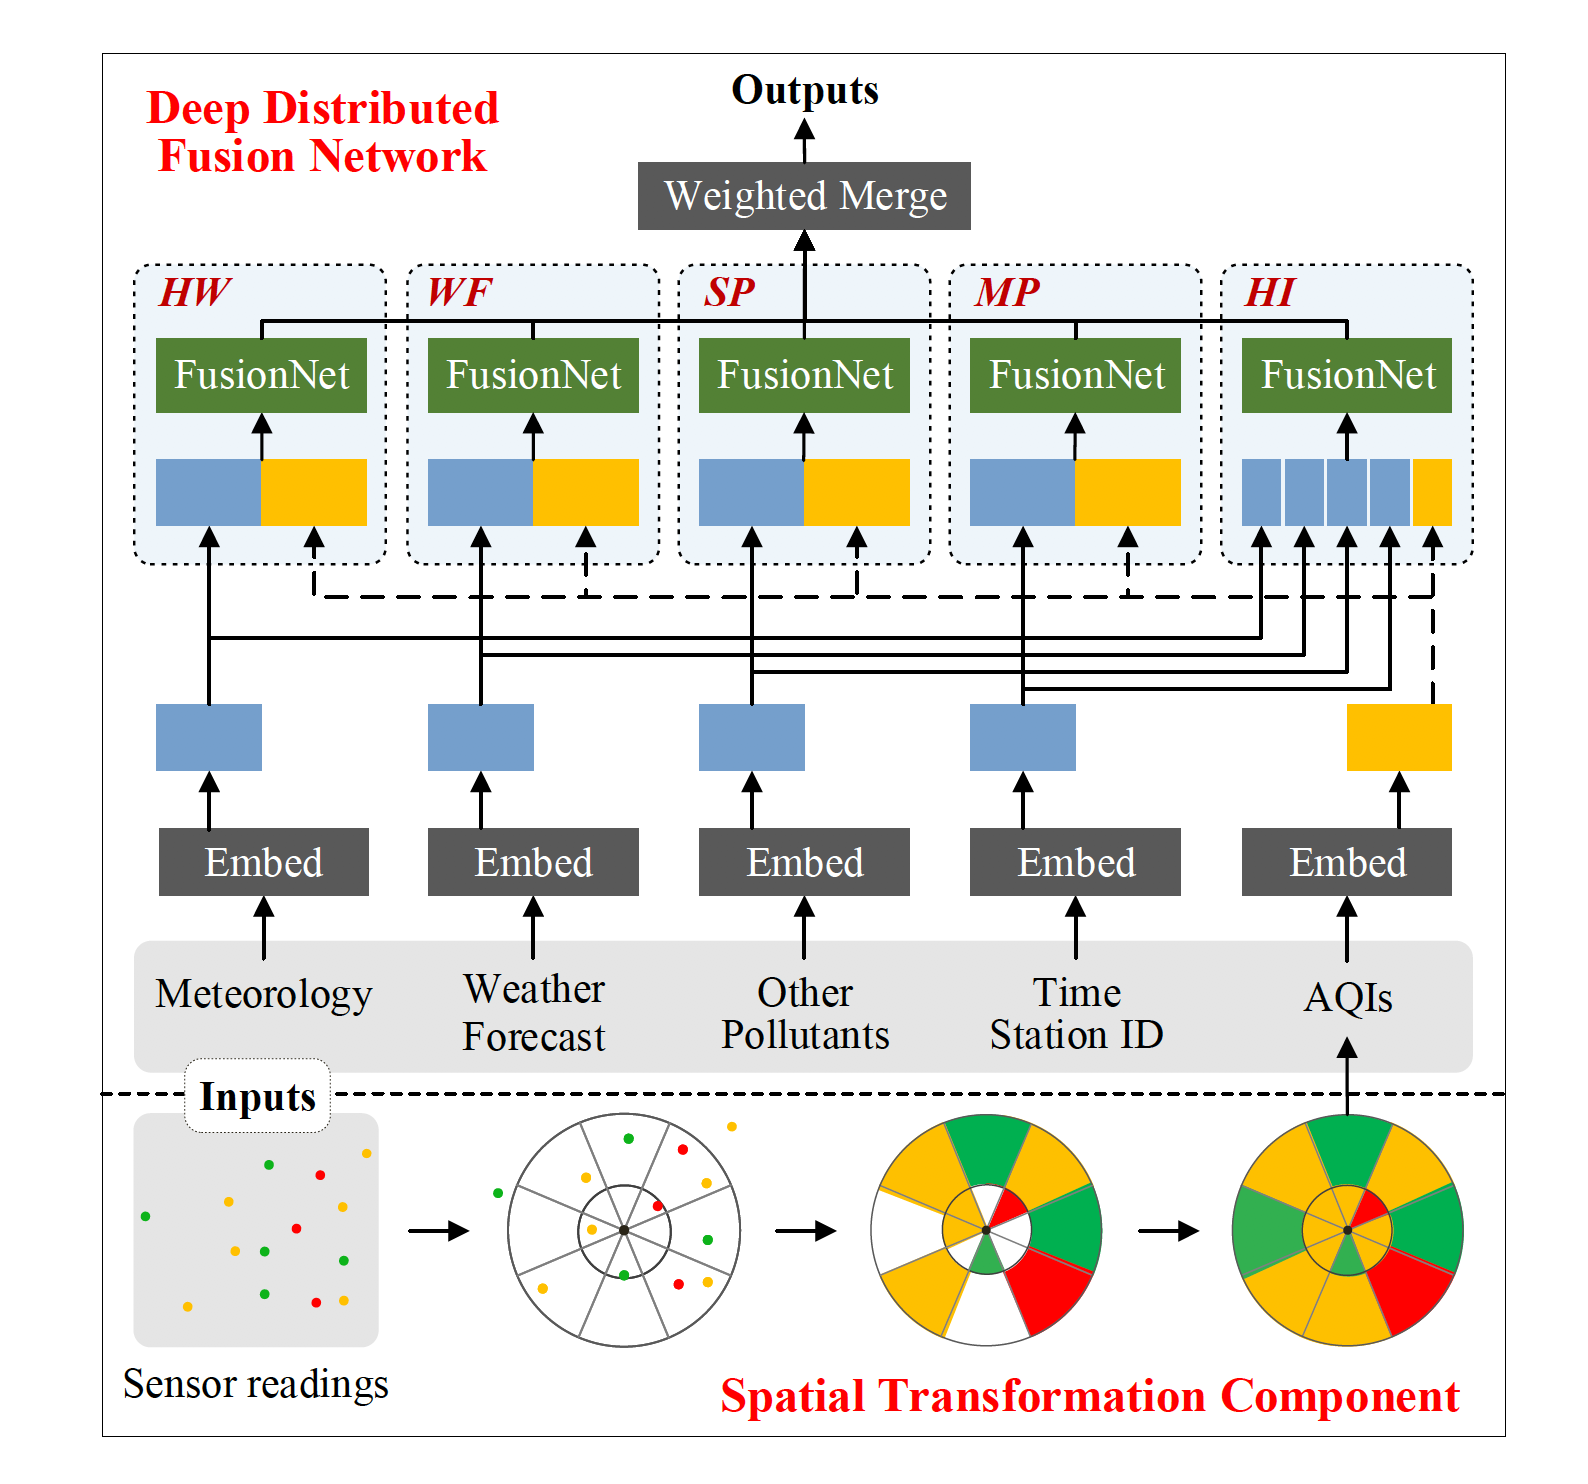 Deep Distributed
Fusion Network
Outputs
Weighted Merge
HW
WF
SP
MP
HI
FusionNet
FusionNet
FusionNet
FusionNet
FusionNet
Embed
Embed
Embed
Embed
Embed
Meteorology
Weather
Forecast
Other
Pollutants
Time
Station ID
AQIs
Inputs
Sensor readings
Spatial Transformation Component